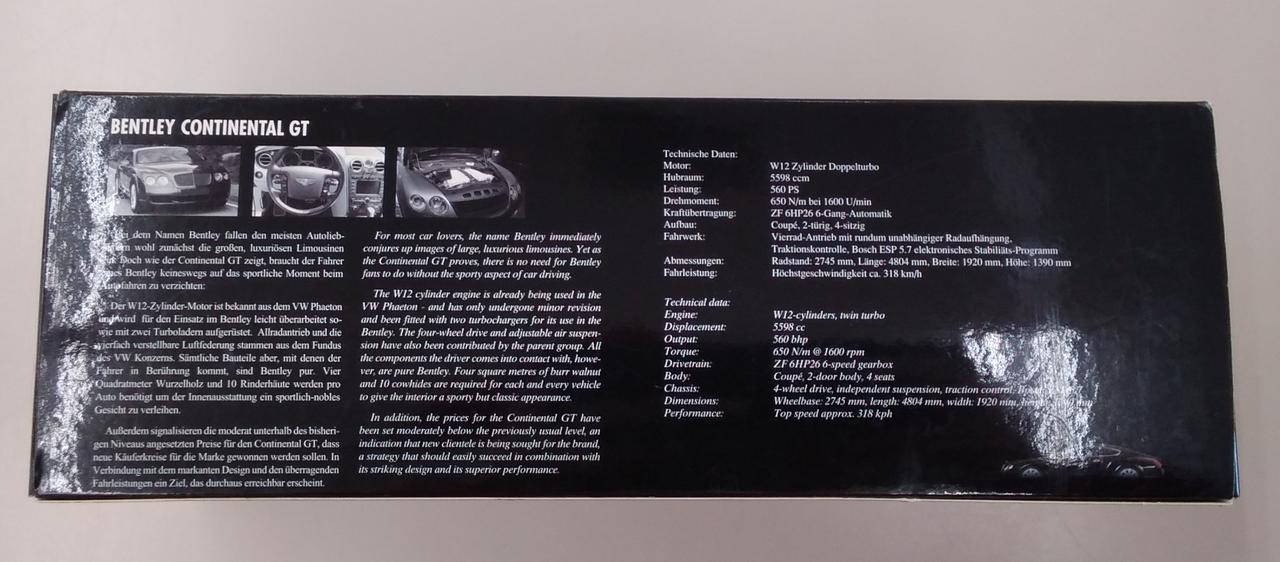 BENTLEY CONTINENTAL GT
dem Namen Bentley fallen den meisten Autolieb-
wohl zunächst die großen, luxuriösen Limousinen
Doch wie der Continental GT zeigt, braucht der Fahrer
Bentley keineswegs auf das sportliche Moment beim
Autofahren zu verzichten:
Der W12-Zylinder-Motor ist bekannt aus dem VW Phaeton
und wird für den Einsatz im Bentley leicht überarbeitet so-
wie mit zwei Turboladern aufgerüstet. Allradantrieb und die
vierfach verstellbare Luftfederung stammen aus dem Fundus
des VW Konzerns. Sämtliche Bauteile aber, mit denen der
Fahrer in Berührung kommt, sind Bentley pur. Vier
Quadratmeter Wurzelholz und 10 Rinderhäute werden pro
Auto benötigt um der Innenausstattung ein sportlich-nobles
Gesicht zu verleihen.
Außerdem signalisieren die moderat unterhalb des bisheri-
gen Niveaus angesetzten Preise für den Continental GT, dass
neue Käuferkreise für die Marke gewonnen werden sollen. In
Verbindung mit dem markanten Design und den überragenden
Fahrleistungen ein Ziel, das durchaus erreichbar erscheint.
For most car lovers, the name Bentley immediately
conjures up images of large, luxurious limousines. Yet as
the Continental GT proves, there is no need for Bentley
fans to do without the sporty aspect of car driving.
The W12 cylinder engine is already being used in the
VW Phaeton - and has only undergone minor revision
and been fitted with two turbochargers for its use in the
Bentley. The four-wheel drive and adjustable air suspen-
sion have also been contributed by the parent group. All
the components the driver comes into contact with, howe-
ver, are pure Bentley. Four square metres of burr walnut
and 10 cowhides are required for each and every vehicle
to give the interior a sporty but classic appearance.
In addition, the prices for the Continental GT have
been set moderately below the previously usual level, an
indication that new clientele is being sought for the brand,
a strategy that should easily succeed in combination with
its striking design and its superior performance.
Technische Daten:
Motor: W12 Zylinder Doppelturbo
Hubraum: 5598 ccm
Leistung: 560 PS
Drehmoment: 650 N/m bei 1600 U/min
Kraftübertragung: ZF 6HP26 6-Gang-Automatik
Aufbau: Coupé, 2-türig, 4-sitzig
Fahrwerk: Vierrad-Antrieb mit rundum unabhängiger Radaufhängung,
Traktionskontrolle, Bosch ESP 5.7 elektronisches Stabiliäts-Programm
Abmessungen: Radstand: 2745 mm, Länge: 4804 mm, Breite: 1920 mm, Höhe: 1390 mm
Fahrleistung: Höchstgeschwindigkeit ca. 318 km/h
Technical data:
Engine: W12-cylinders, twin turbo
Displacement: 5598 cc
Output: 560 bhp
Torque: 650 N/m @ 1600 rpm
Drivetrain: ZF 6HP26 6-speed gearbox
Body: Coupé, 2-door body, 4 seats
Chassis: 4-wheel drive, independent suspension, traction control,
Dimensions: Wheelbase: 2745 mm, length: 4804 mm, width: 1920 mm,
Performance: Top speed approx. 318 kph